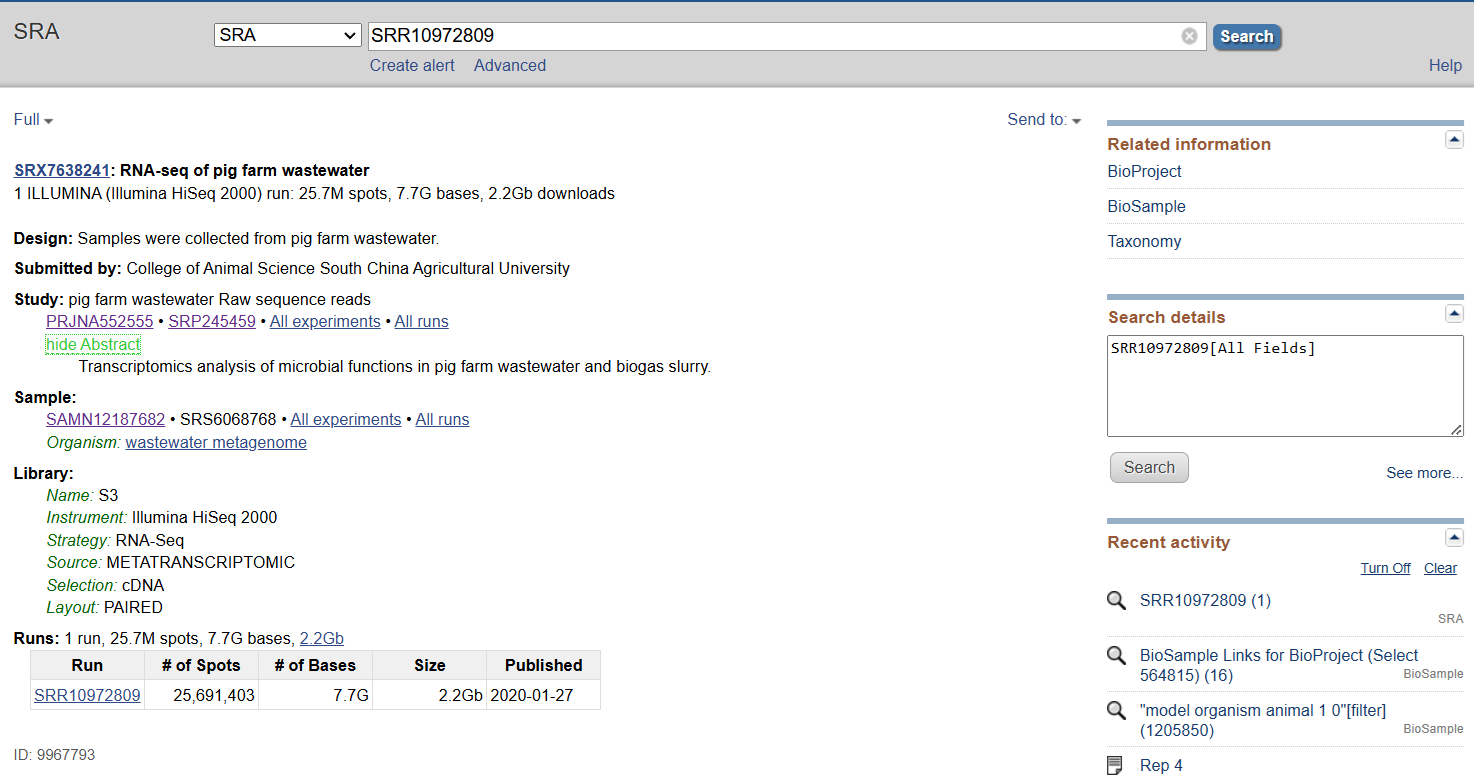 SRA
SRA
SRR10972809
Search
Create alert
Advanced
Help
Full
Send to:
SRX7638241: RNA-seq of pig farm wastewater
1 ILLUMINA (Illumina HiSeq 2000) run: 25.7M spots, 7.7G bases, 2.2Gb downloads
Design: Samples were collected from pig farm wastewater.
Submitted by: College of Animal Science South China Agricultural University
Study: pig farm wastewater Raw sequence reads
PRJNA552555 • SRP245459 • All experiments • All runs
hide Abstract
Transcriptomics analysis of microbial functions in pig farm wastewater and biogas slurry.
Sample:
SAMN12187682 • SRS6068768 • All experiments • All runs
Organism: wastewater metagenome
Library:
Name: S3
Instrument: Illumina HiSeq 2000
Strategy: RNA-Seq
Source: METATRANSCRIPTOMIC
Selection: cDNA
Layout: PAIRED
Runs: 1 run, 25.7M spots, 7.7G bases, 2.2Gb
Run # of Spots # of Bases Size Published
SRR10972809 25,691,403 7.7G 2.2Gb 2020-01-27
ID: 9967793
Related information
BioProject
BioSample
Taxonomy
Search details
SRR10972809[All Fields]
Search
See more...
Recent activity
Turn Off Clear
SRR10972809 (1)
SRA
BioSample Links for BioProject (Select
564815) (16)
BioSample
"model organism animal 1 0"[filter]
(1205850)
BioSample
Rep 4